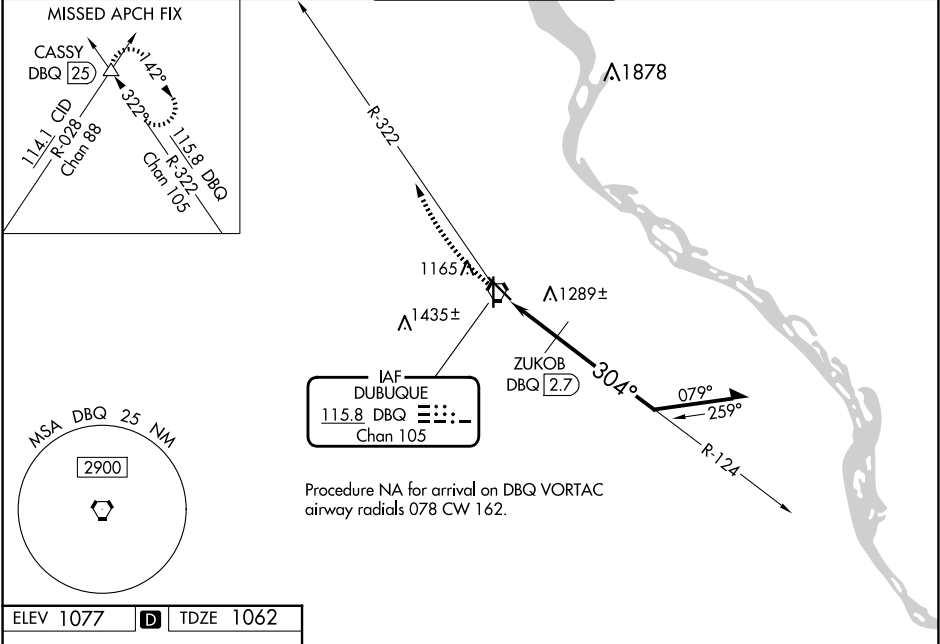 MISSED APCH FIX
CASSY
DBQ 25
142°
322°
114.1 CID
R-028
Chan 88
115.8 DBQ
R-322
Chan 105
R-322
1878
1165
1289±
1435±
ZUKOB
DBQ 2.7
304°
079°
259°
R-124
IAF
DUBUQUE
115.8 DBQ
Chan 105
Procedure NA for arrival on DBQ VORTAC
airway radials 078 CW 162.
MSA DBQ 25 NM
2900
ELEV 1077 D TDZE 1062